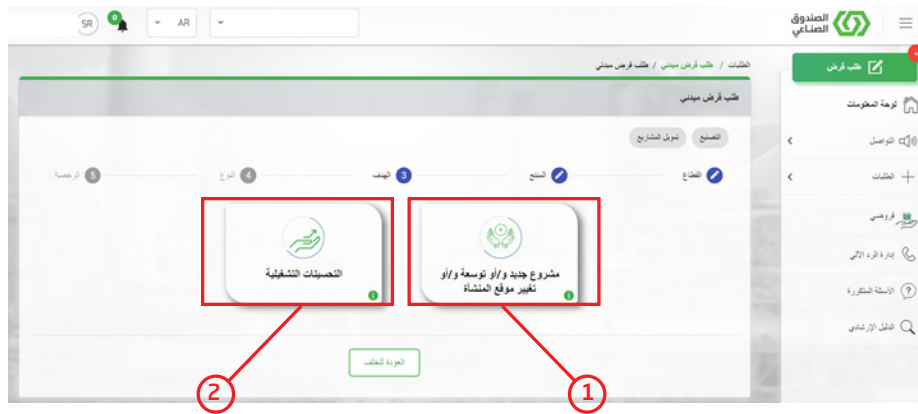 الصندوق
الصناعي
AR
SR
0
طلب قرض
لوحة المعلومات
التواصل
الطلبات
قروضي
إدارة الرد الآلي
الأسئلة المتكررة
الدليل الإرشادي
الطلبات / طلب قرض مبدئي / طلب قرض مبدئي
طلب قرض مبدئي
التصنيع
تمويل المشاريع
القطاع
المنتج
3 الهدف
4 النوع
5 الرخصة
مشروع جديد و/أو توسعة و/أو
تغيير موقع المنشأة
التحسينات التشغيلية
العودة للخلف
1
2